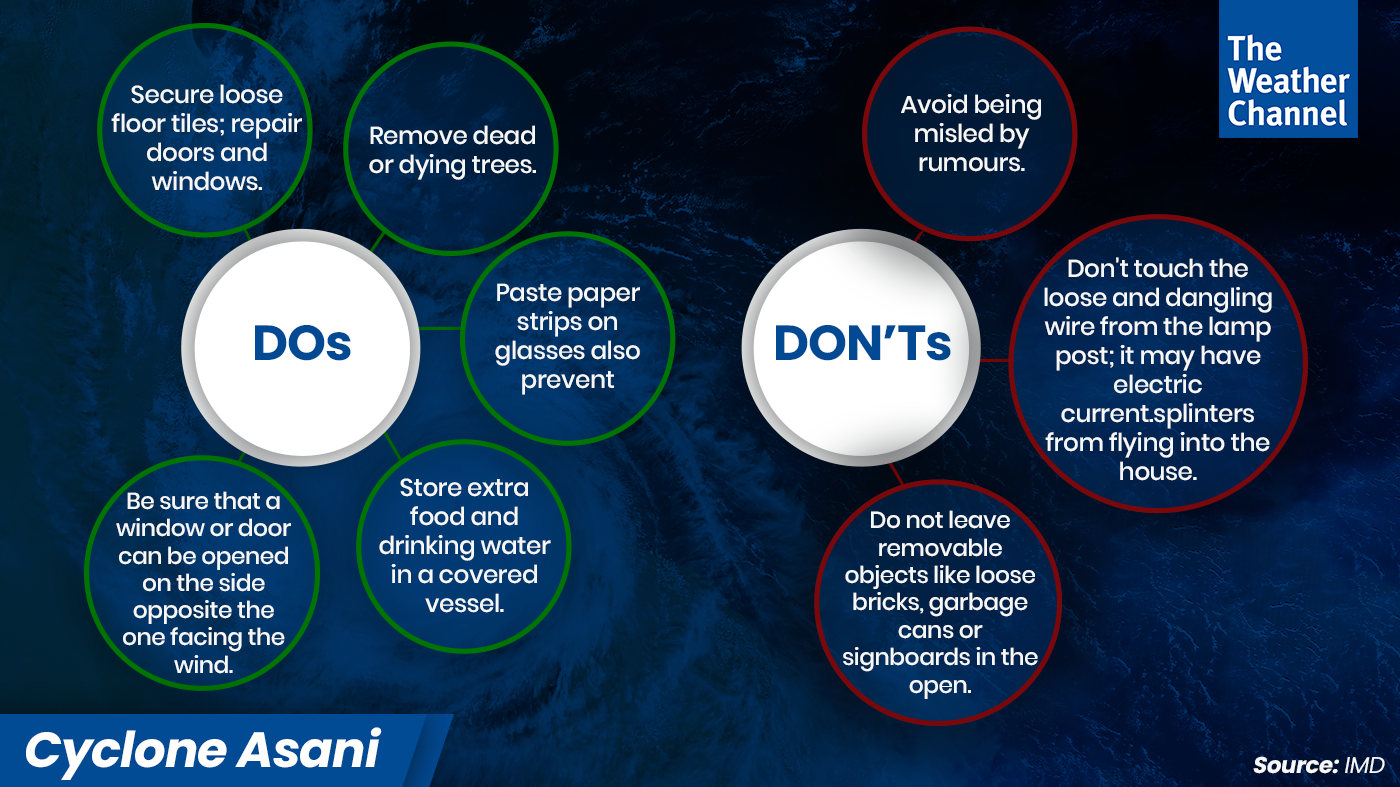 The
Weather
Channel
DOs
Secure loose
floor tiles; repair
doors and
windows.
Remove dead
or dying trees.
Paste paper
strips on
glasses also
prevent
Store extra
food and
drinking water
in a covered
vessel.
Be sure that a
window or door
can be opened
on the side
opposite the
one facing the
wind.
DON’Ts
Avoid being
misled by
rumours.
Don't touch the
loose and dangling
wire from the lamp
post; it may have
electric
current.splinters
from flying into the
house.
Do not leave
removable
objects like loose
bricks, garbage
cans or
signboards in the
open.
Cyclone Asani
Source: IMD